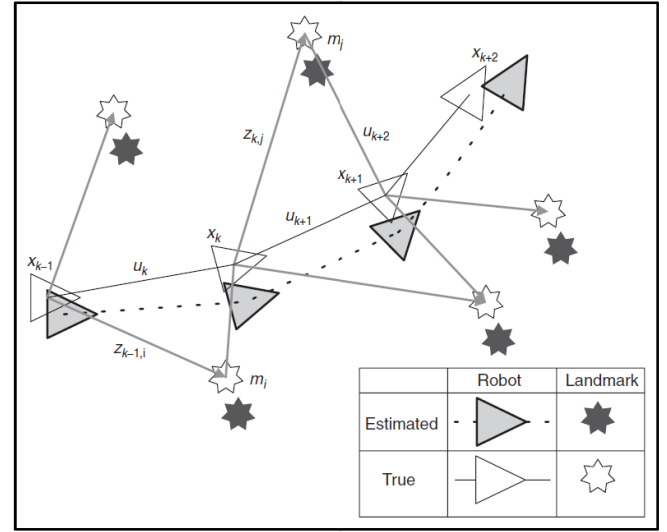 m_j
x_{k+2}
z_{k,j}
u_{k+2}
x_{k+1}
x_k
u_{k+1}
x_{k–1}
u_k
z_{k–1,i}
m_i
Robot Landmark
Estimated
True